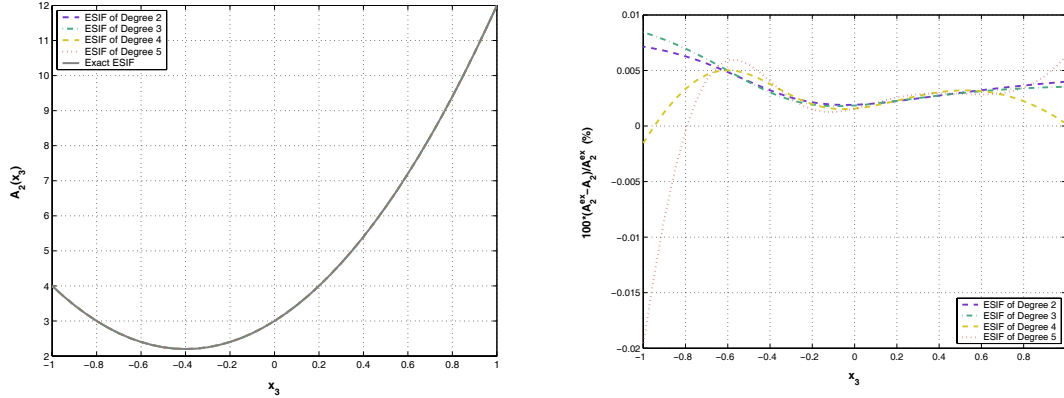 12
11
10
9
8
7
6
5
4
3
2
A2(x3)
ESIF of Degree 2
ESIF of Degree 3
ESIF of Degree 4
ESIF of Degree 5
Exact ESIF
−1 −0.8 −0.6 −0.4 −0.2 0 0.2 0.4 0.6 0.8 1
x3
0.01
0.005
0
−0.005
−0.01
−0.015
−0.02
100*(A2^ex−A2)/A2^ex (%)
ESIF of Degree 2
ESIF of Degree 3
ESIF of Degree 4
ESIF of Degree 5
−1 −0.8 −0.6 −0.4 −0.2 0 0.2 0.4 0.6 0.8 1
x3